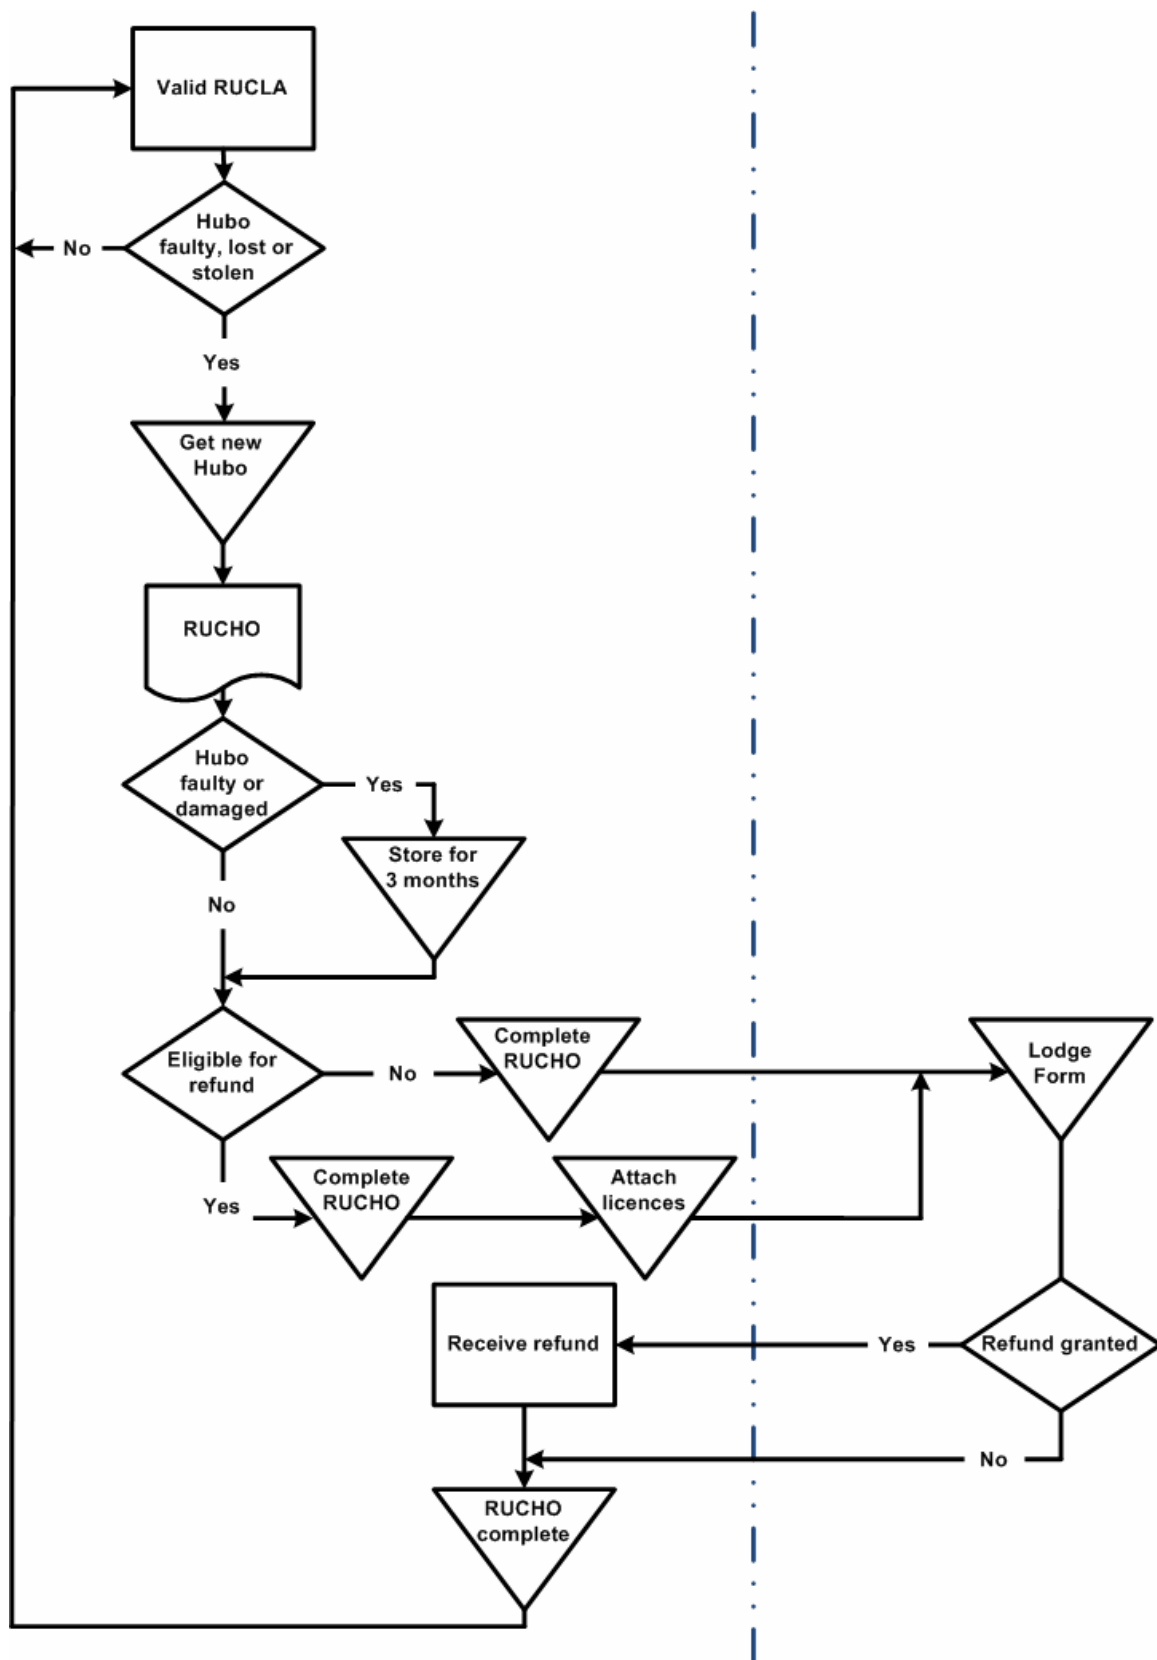 Valid RUCLA
Hubo
faulty, lost or
stolen
No
Yes
Get new
Hubo
RUCHO
Hubo
faulty or
damaged
Yes
Store for
3 months
No
Eligible for
refund
No
Complete
RUCHO
Lodge
Form
Yes
Complete
RUCHO
Attach
licences
Receive refund
Yes
Refund granted
No
RUCHO
complete